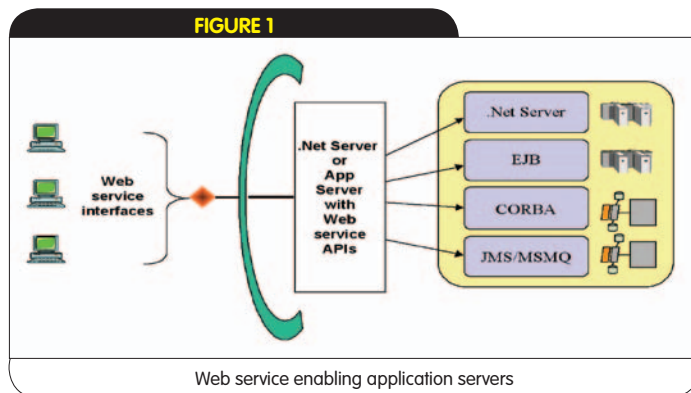 FIGURE 1
Web
service
interfaces
.Net Server
or
App
Server
with
Web
service
APIs
.Net Server
EJB
CORBA
JMS/MSMQ
Web service enabling application servers